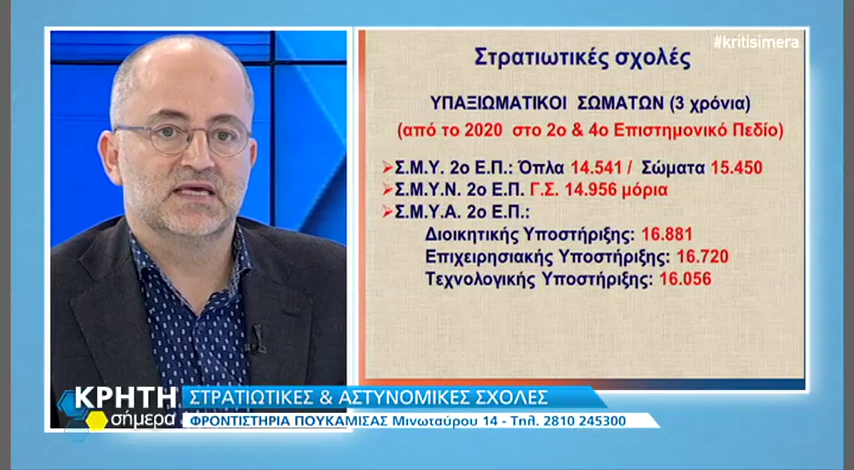 #kritisimera
Στρατιωτικές σχολές
ΥΠΑΞΙΩΜΑΤΙΚΟΙ ΣΩΜΑΤΩΝ (3 χρόνια)
(από το 2020 στο 2ο & 4ο Επιστημονικό Πεδίο)
Σ.Μ.Υ. 2ο Ε.Π.: Όπλα 14.541 / Σώματα 15.450
Σ.Μ.Υ.Ν. 2ο Ε.Π. Γ.Σ. 14.956 μόρια
Σ.Μ.Υ.Α. 2ο Ε.Π.:
Διοικητικής Υποστήριξης: 16.881
Επιχειρησιακής Υποστήριξης: 16.720
Τεχνολογικής Υποστήριξης: 16.056
ΚΡΗΤΗ
σήμερα
ΣΤΡΑΤΙΩΤΙΚΕΣ & ΑΣΤΥΝΟΜΙΚΕΣ ΣΧΟΛΕΣ
ΦΡΟΝΤΙΣΤΗΡΙΑ ΠΟΥΚΑΜΙΣΑΣ Μινωταύρου 14 - Τηλ. 2810 245300